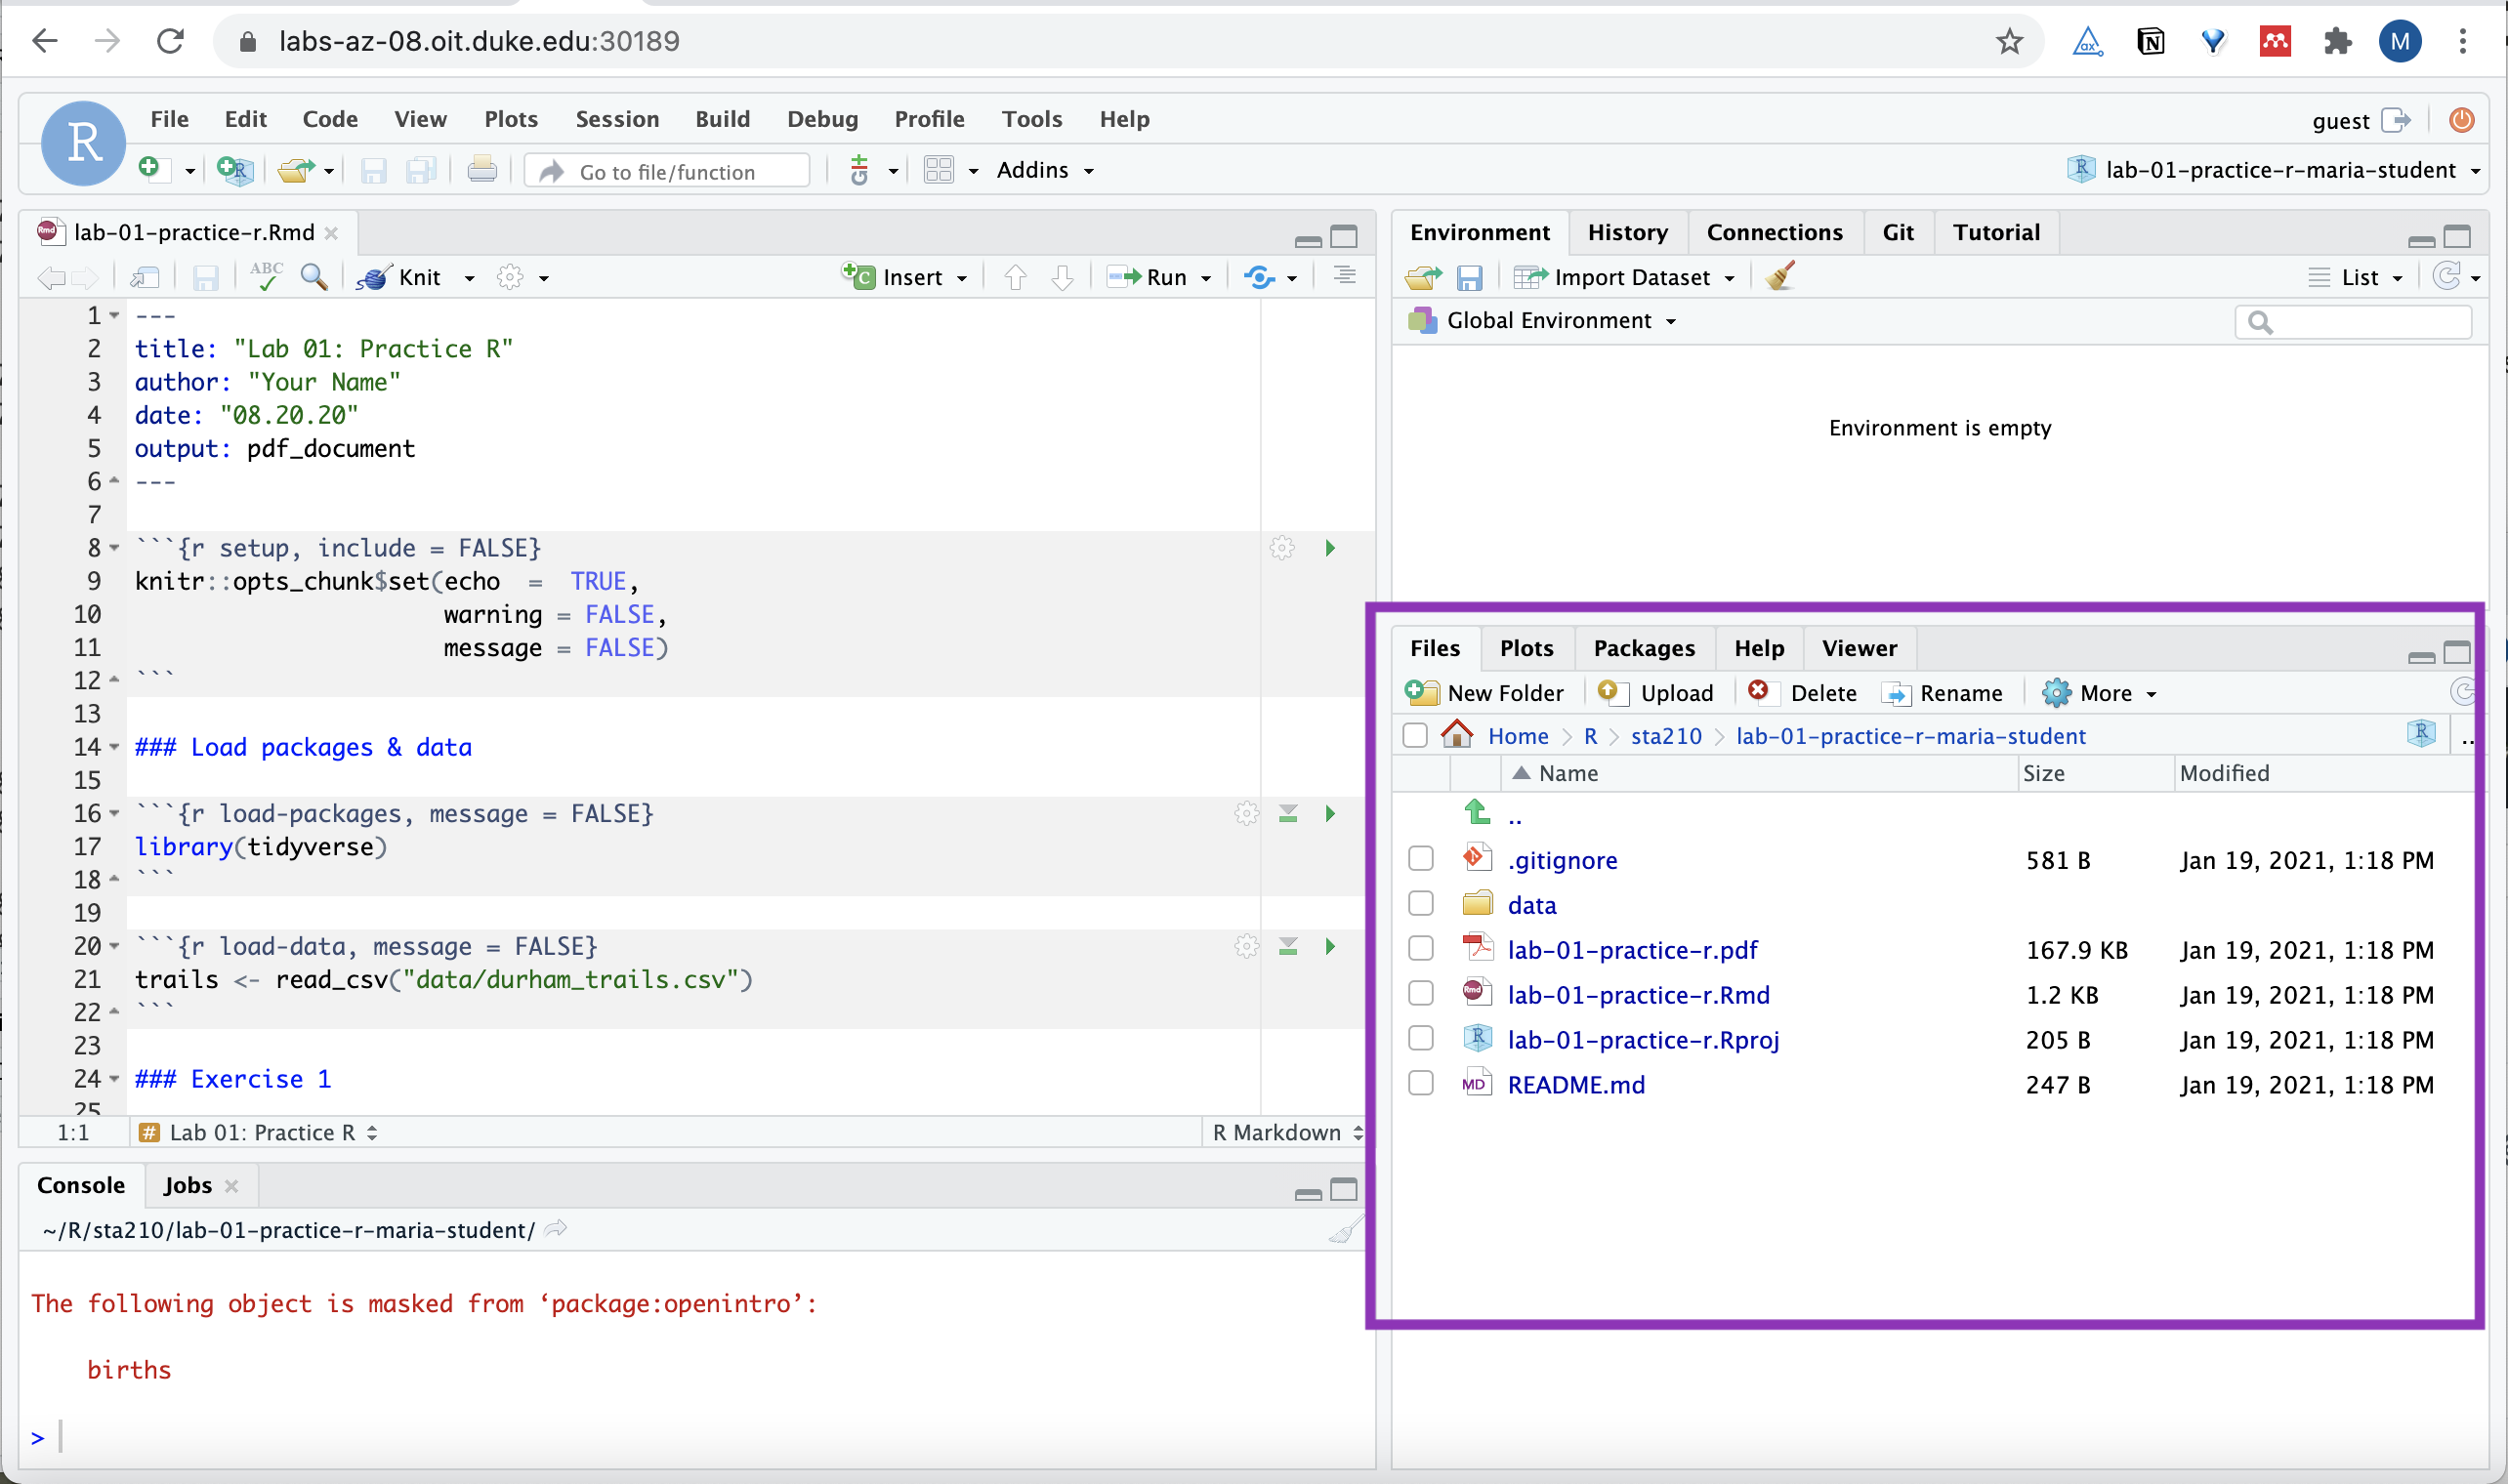 labs-az-08.oit.duke.edu:30189
M
R File Edit Code View Plots Session Build Debug Profile Tools Help
guest
Go to file/function
Addins
lab-01-practice-r-maria-student
lab-01-practice-r.Rmd
ABC Knit Insert Run
1 ---
2 title: "Lab 01: Practice R"
3 author: "Your Name"
4 date: "08.20.20"
5 output: pdf_document
6 ---
7
8 ```{r setup, include = FALSE}
9 knitr::opts_chunk$set(echo  =  TRUE,
10                       warning = FALSE,
11                       message = FALSE)
12 ```
13
14 ### Load packages & data
15
16 ```{r load-packages, message = FALSE}
17 library(tidyverse)
18 ```
19
20 ```{r load-data, message = FALSE}
21 trails <- read_csv("data/durham_trails.csv")
22 ```
23
24 ### Exercise 1
25
1:1 # Lab 01: Practice R R Markdown
Console Jobs
~/R/sta210/lab-01-practice-r-maria-student/
The following object is masked from ‘package:openintro’:
births
>
Environment History Connections Git Tutorial
Import Dataset List
Global Environment
Environment is empty
Files Plots Packages Help Viewer
New Folder Upload Delete Rename More
Home R sta210 lab-01-practice-r-maria-student ..
Name Size Modified
..
.gitignore 581 B Jan 19, 2021, 1:18 PM
data
lab-01-practice-r.pdf 167.9 KB Jan 19, 2021, 1:18 PM
lab-01-practice-r.Rmd 1.2 KB Jan 19, 2021, 1:18 PM
lab-01-practice-r.Rproj 205 B Jan 19, 2021, 1:18 PM
README.md 247 B Jan 19, 2021, 1:18 PM